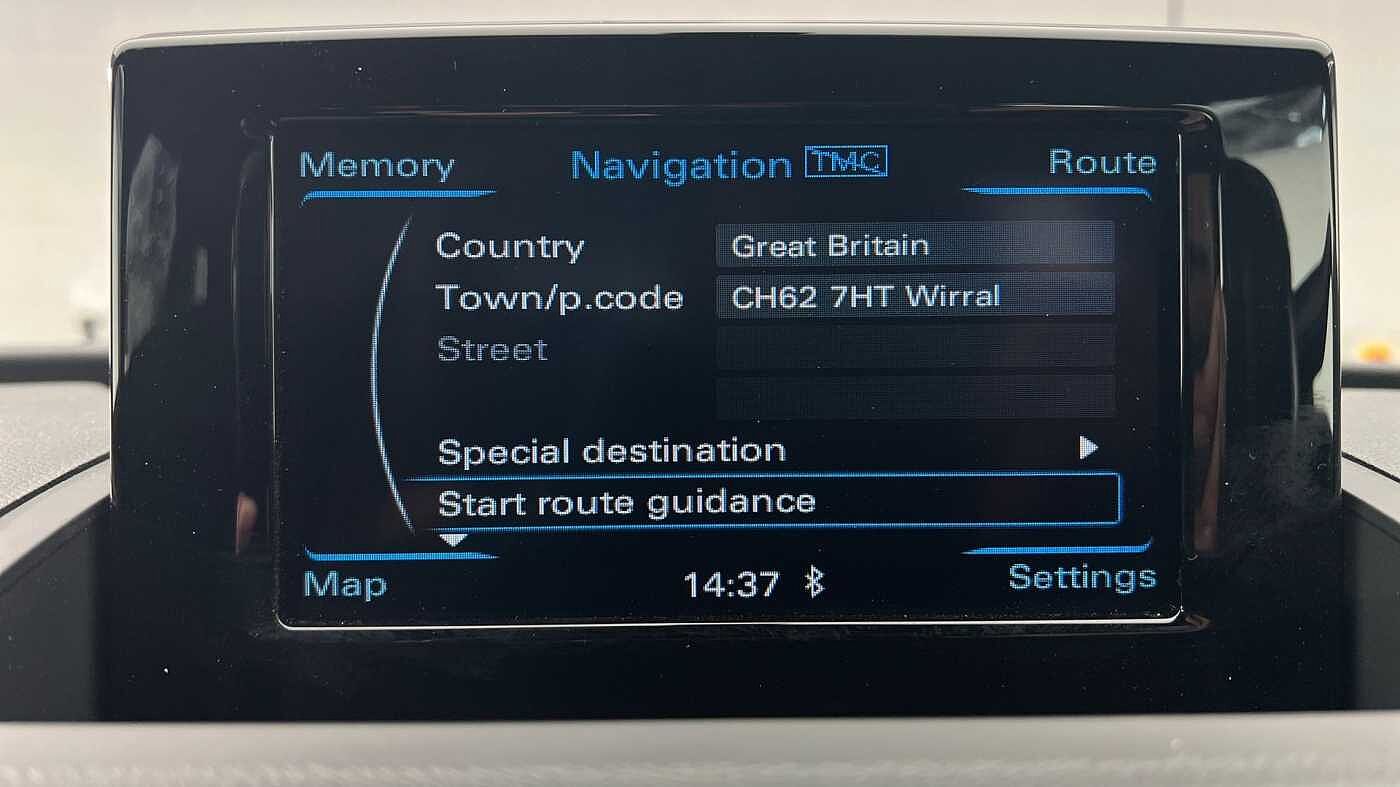 Memory Navigation TMC Route
Country Great Britain
Town/p.code CH62 7HT Wirral
Street
Special destination
Start route guidance
Map 14:37 Settings